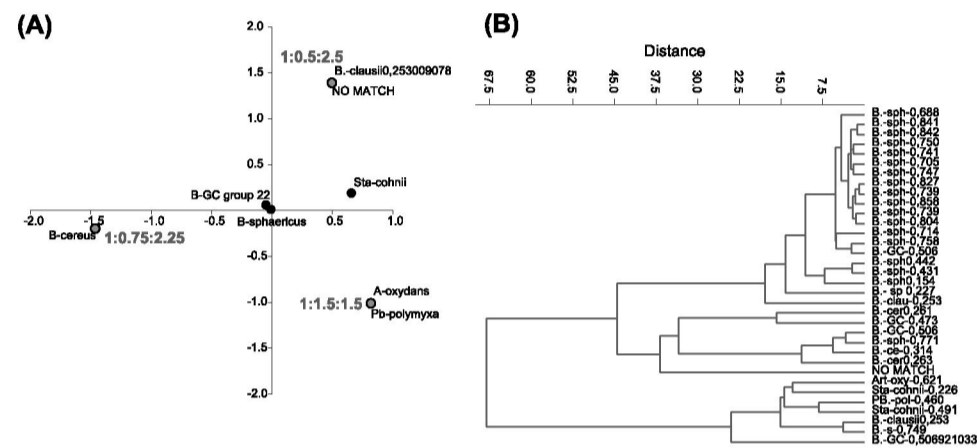 (A)
2.0
1:0.5:2.5
1.5
B.-clausii0,253009078
NO MATCH
1.0
0.5
Sta-cohnii
B-GC group 22
-2.0 -1.5 -1.0 -0.5 0.5 1.0
B-sphaericus
B-cereus
1:0.75:2.25
-0.5
A-oxydans
1:1.5:1.5
-1.0
Pb-polymyxa
-1.5
-2.0
(B)
Distance
67.5 60.0 52.5 45.0 37.5 30.0 22.5 15.0 7.5
B.-sph-0,688
B.-sph-0,841
B.-sph-0,842
B.-sph-0,750
B.-sph-0,741
B.-sph-0,705
B.-sph-0,747
B.-sph-0,827
B.-sph-0,739
B.-sph-0,858
B.-sph-0,739
B.-sph-0,804
B.-sph-0,714
B.-sph-0,758
B.-GC-0,506
B.-sph0,442
B.-sph-0,431
B.-sph0,154
B.- sp 0,227
B.-clau-0,253
B.-cer0,261
B.-GC-0,473
B.-GC-0,506
B.-sph-0,771
B.-ce-0,314
B.-cer0,263
NO MATCH
Art-oxy-0,621
Sta-cohnii-0,226
PB.-pol-0,460
Sta-cohnii-0,491
B.-clausii0,253
B.-s-0,749
B.-GC-0,506921033